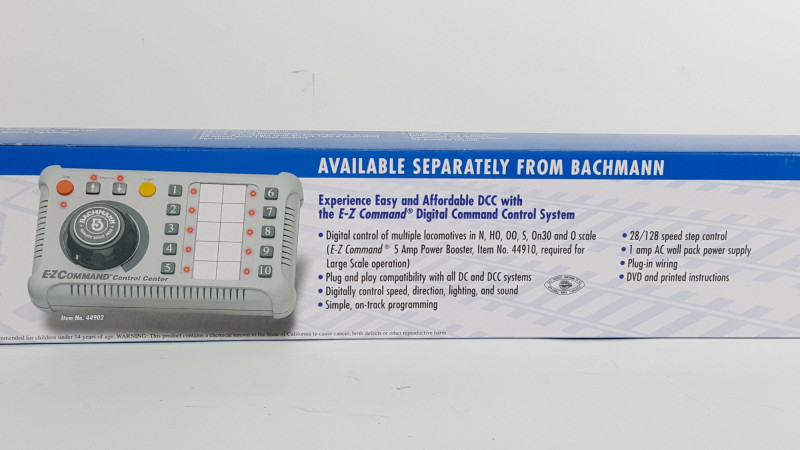 AVAILABLE SEPARATELY FROM BACHMANN
Experience Easy and Affordable DCC with
the E-Z Command® Digital Command Control System
• Digital control of multiple locomotives in N, HO, OO, S, On30 and O scale
(E-Z Command® 5 Amp Power Booster, Item No. 44910, required for
Large Scale operation)
• Plug and play compatibility with all DC and DCC systems
• Digitally control speed, direction, lighting, and sound
• Simple, on-track programming
• 28/128 speed step control
• 1 amp AC wall pack power supply
• Plug-in wiring
• DVD and printed instructions
1
2
3
4
5
6
7
8
9
10
BACHMANN
E-Z COMMAND® Control Center
Item No. 44902
mmended for children under 14 years of age. WARNING: This product contains a chemical known to the State of California to cause cancer, birth defects or other reproductive harm.